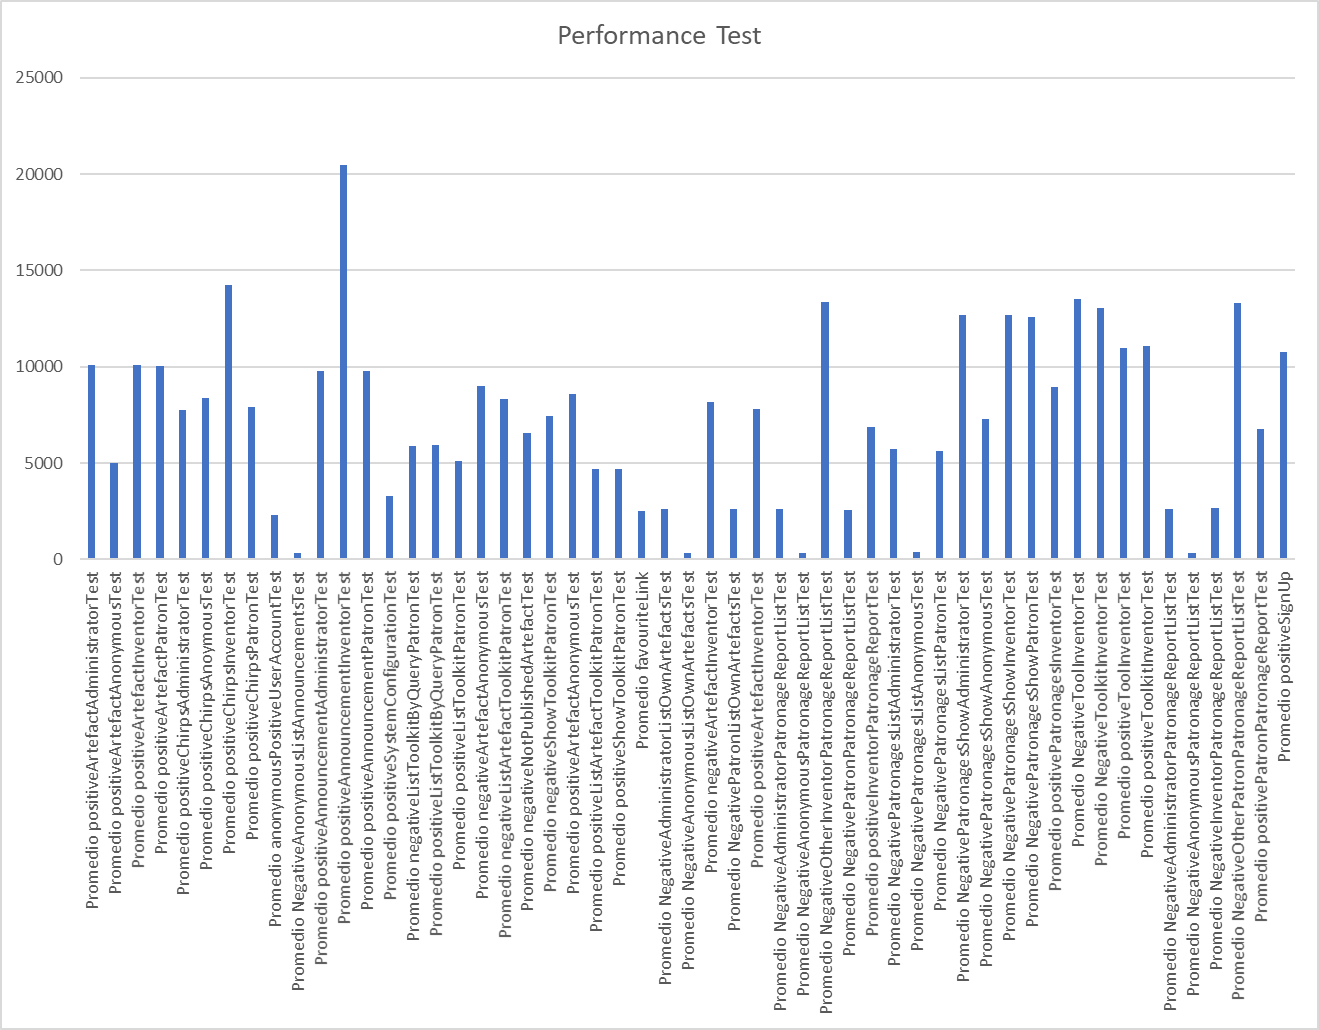 Performance Test
25000
20000
15000
10000
5000
0
Promedio positiveArtefactAdministratorTest
Promedio positiveArtefactAnonymousTest
Promedio positiveArtefactInventorTest
Promedio positiveArtefactPatronTest
Promedio positiveChirpsAdministratorTest
Promedio positiveChirpsAnoymousTest
Promedio positiveChirpsInventorTest
Promedio positiveChirpsPatronTest
Promedio anonymousPositiveUserAccountTest
Promedio NegativeAnonymousListAnnouncementsTest
Promedio positiveAnnouncementAdministratorTest
Promedio positiveAnnouncementInventorTest
Promedio positiveAnnouncementPatronTest
Promedio positiveSystemConfigurationTest
Promedio negativeListToolkitByQueryPatronTest
Promedio positiveListToolkitByQueryPatronTest
Promedio positiveListToolkitPatronTest
Promedio negativeArtefactAnonymousTest
Promedio negativeListArtefactToolkitPatronTest
Promedio negativeNotPublishedArtefactTest
Promedio negativeShowToolkitPatronTest
Promedio positiveArtefactAnonymousTest
Promedio positiveListArtefactToolkitPatronTest
Promedio positiveShowToolkitPatronTest
Promedio favouriteLink
Promedio NegativeAdministratorListOwnArtefactsTest
Promedio NegativeAnonymousListOwnArtefactsTest
Promedio negativeArtefactInventorTest
Promedio NegativePatronListOwnArtefactsTest
Promedio positiveArtefactInventorTest
Promedio NegativeAdministratorPatronageReportListTest
Promedio NegativeAnonymousPatronageReportListTest
Promedio NegativeOtherInventorPatronageReportListTest
Promedio NegativePatronPatronageReportListTest
Promedio positiveInventorPatronageReportTest
Promedio NegativePatronagesListAdministratorTest
Promedio NegativePatronagesListAnonymousTest
Promedio NegativePatronagesListPatronTest
Promedio NegativePatronagesShowAdministratorTest
Promedio NegativePatronagesShowAnonymousTest
Promedio NegativePatronagesShowInventorTest
Promedio NegativePatronagesShowPatronTest
Promedio positivePatronagesInventorTest
Promedio NegativeToolInventorTest
Promedio NegativeToolkitInventorTest
Promedio positiveToolInventorTest
Promedio positiveToolkitInventorTest
Promedio NegativeAdministratorPatronageReportListTest
Promedio NegativeAnonymousPatronageReportListTest
Promedio NegativeInventorPatronageReportListTest
Promedio NegativeOtherPatronPatronageReportListTest
Promedio positivePatronPatronageReportTest
Promedio positiveSignUp